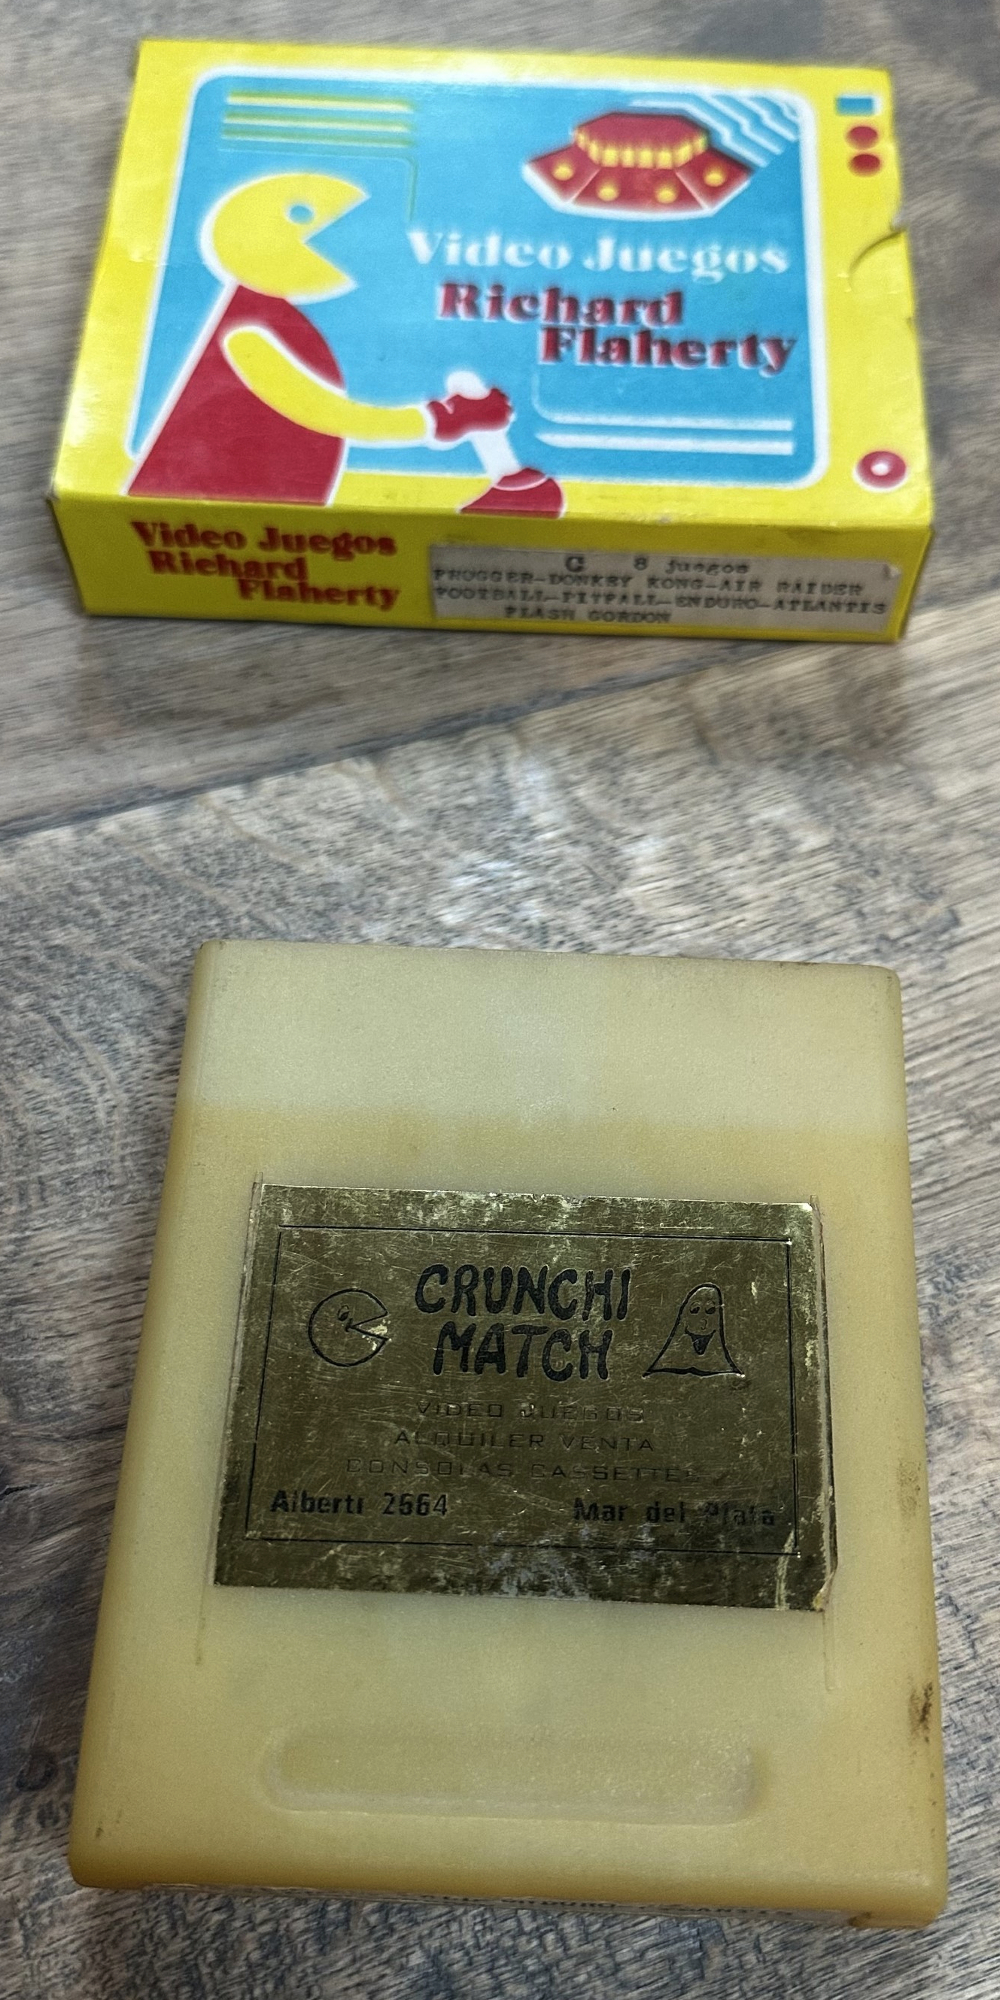 Video Juegos
Richard
Flaherty
Video Juegos
Richard
Flaherty
C 8 juegos
FROGGER-DONKEY KONG-AIR RAIDER
FOOTBALL-PITFALL-ENDURO-ATLANTIS
FLASH GORDON
CRUNCHI
MATCH
VIDEO JUEGOS
ALQUILER VENTA
CONSOLAS CASSETTES
Alberti 2664 Mar del Plata